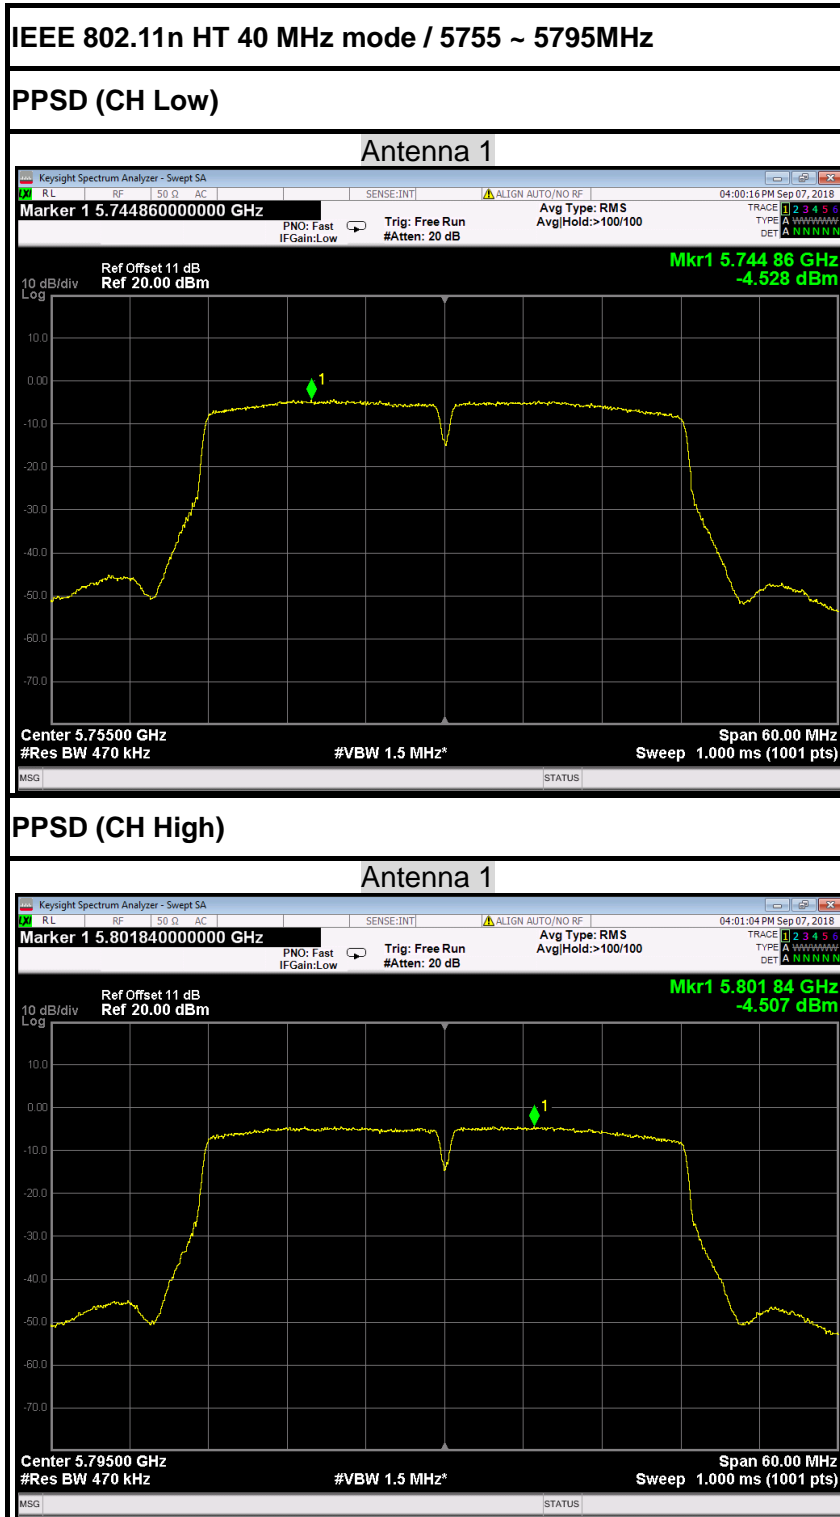 IEEE 802.11n HT 40 MHz mode / 5755 ~ 5795MHz
PPSD (CH Low)
Antenna 1
Keysight Spectrum Analyzer - Swept SA
LXI RL RF 50 Ω AC SENSE:INT ALIGN AUTO/NO RF 04:00:16 PM Sep 07, 2018
Marker 1 5.744860000000 GHz
PNO: Fast
IFGain:Low
Trig: Free Run
#Atten: 20 dB
Avg Type: RMS
Avg|Hold:>100/100
TRACE 1 2 3 4 5 6
TYPE A WWWWW
DET A N N N N N
Mkr1 5.744 86 GHz
-4.528 dBm
Ref Offset 11 dB
10 dB/div Ref 20.00 dBm
Log
10.0
0.00
-10.0
-20.0
-30.0
-40.0
-50.0
-60.0
-70.0
1
Center 5.75500 GHz Span 60.00 MHz
#Res BW 470 kHz #VBW 1.5 MHz* Sweep 1.000 ms (1001 pts)
MSG STATUS
PPSD (CH High)
Antenna 1
Keysight Spectrum Analyzer - Swept SA
LXI RL RF 50 Ω AC SENSE:INT ALIGN AUTO/NO RF 04:01:04 PM Sep 07, 2018
Marker 1 5.801840000000 GHz
PNO: Fast
IFGain:Low
Trig: Free Run
#Atten: 20 dB
Avg Type: RMS
Avg|Hold:>100/100
TRACE 1 2 3 4 5 6
TYPE A WWWWW
DET A N N N N N
Mkr1 5.801 84 GHz
-4.507 dBm
Ref Offset 11 dB
10 dB/div Ref 20.00 dBm
Log
10.0
0.00
-10.0
-20.0
-30.0
-40.0
-50.0
-60.0
-70.0
1
Center 5.79500 GHz Span 60.00 MHz
#Res BW 470 kHz #VBW 1.5 MHz* Sweep 1.000 ms (1001 pts)
MSG STATUS